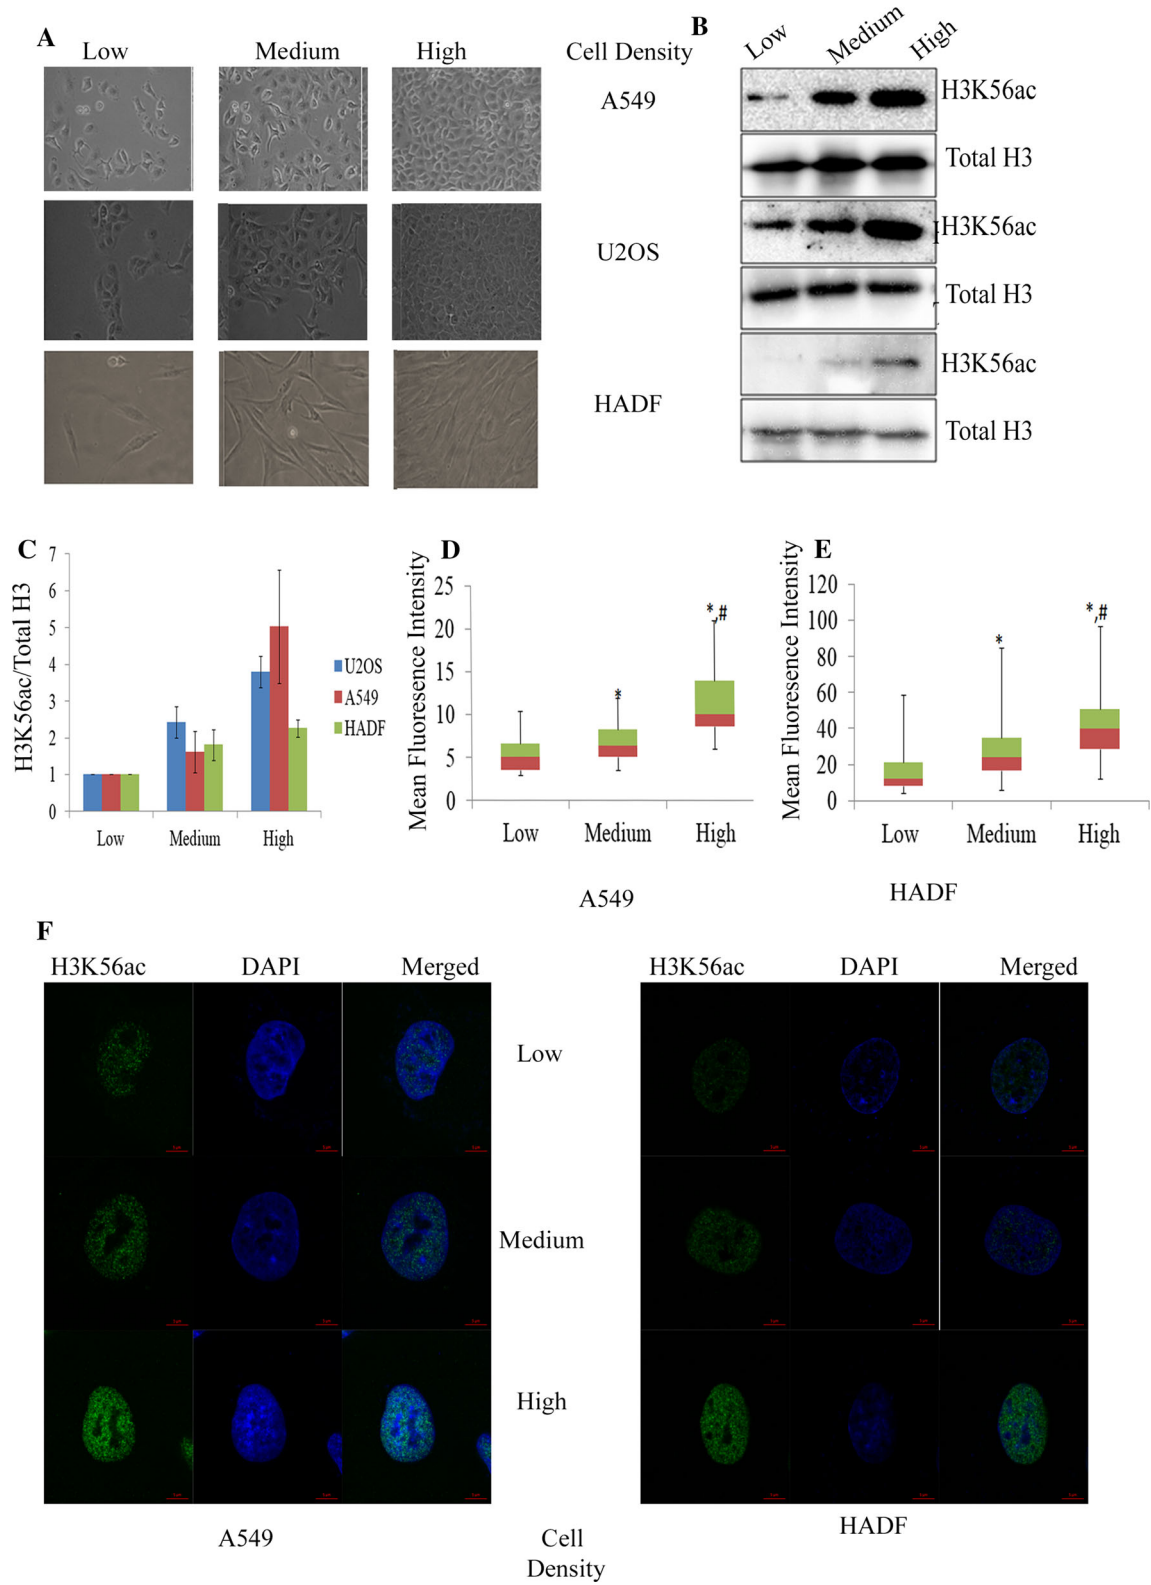 A
Low Medium High Cell Density
A549
U2OS
HADF
B
Low Medium High
H3K56ac
Total H3
H3K56ac
Total H3
H3K56ac
Total H3
C
H3K56ac/Total H3
7
6
5
4
3
2
1
0
Low Medium High
U2OS
A549
HADF
D
Mean Fluoresence Intensity
25
20
15
10
5
0
*
*,#
Low Medium High
A549
E
Mean Fluoresence Intensity
120
100
80
60
40
20
0
*
*,#
Low Medium High
HADF
F
H3K56ac DAPI Merged
H3K56ac DAPI Merged
Low
Medium
High
A549
Cell
Density
HADF